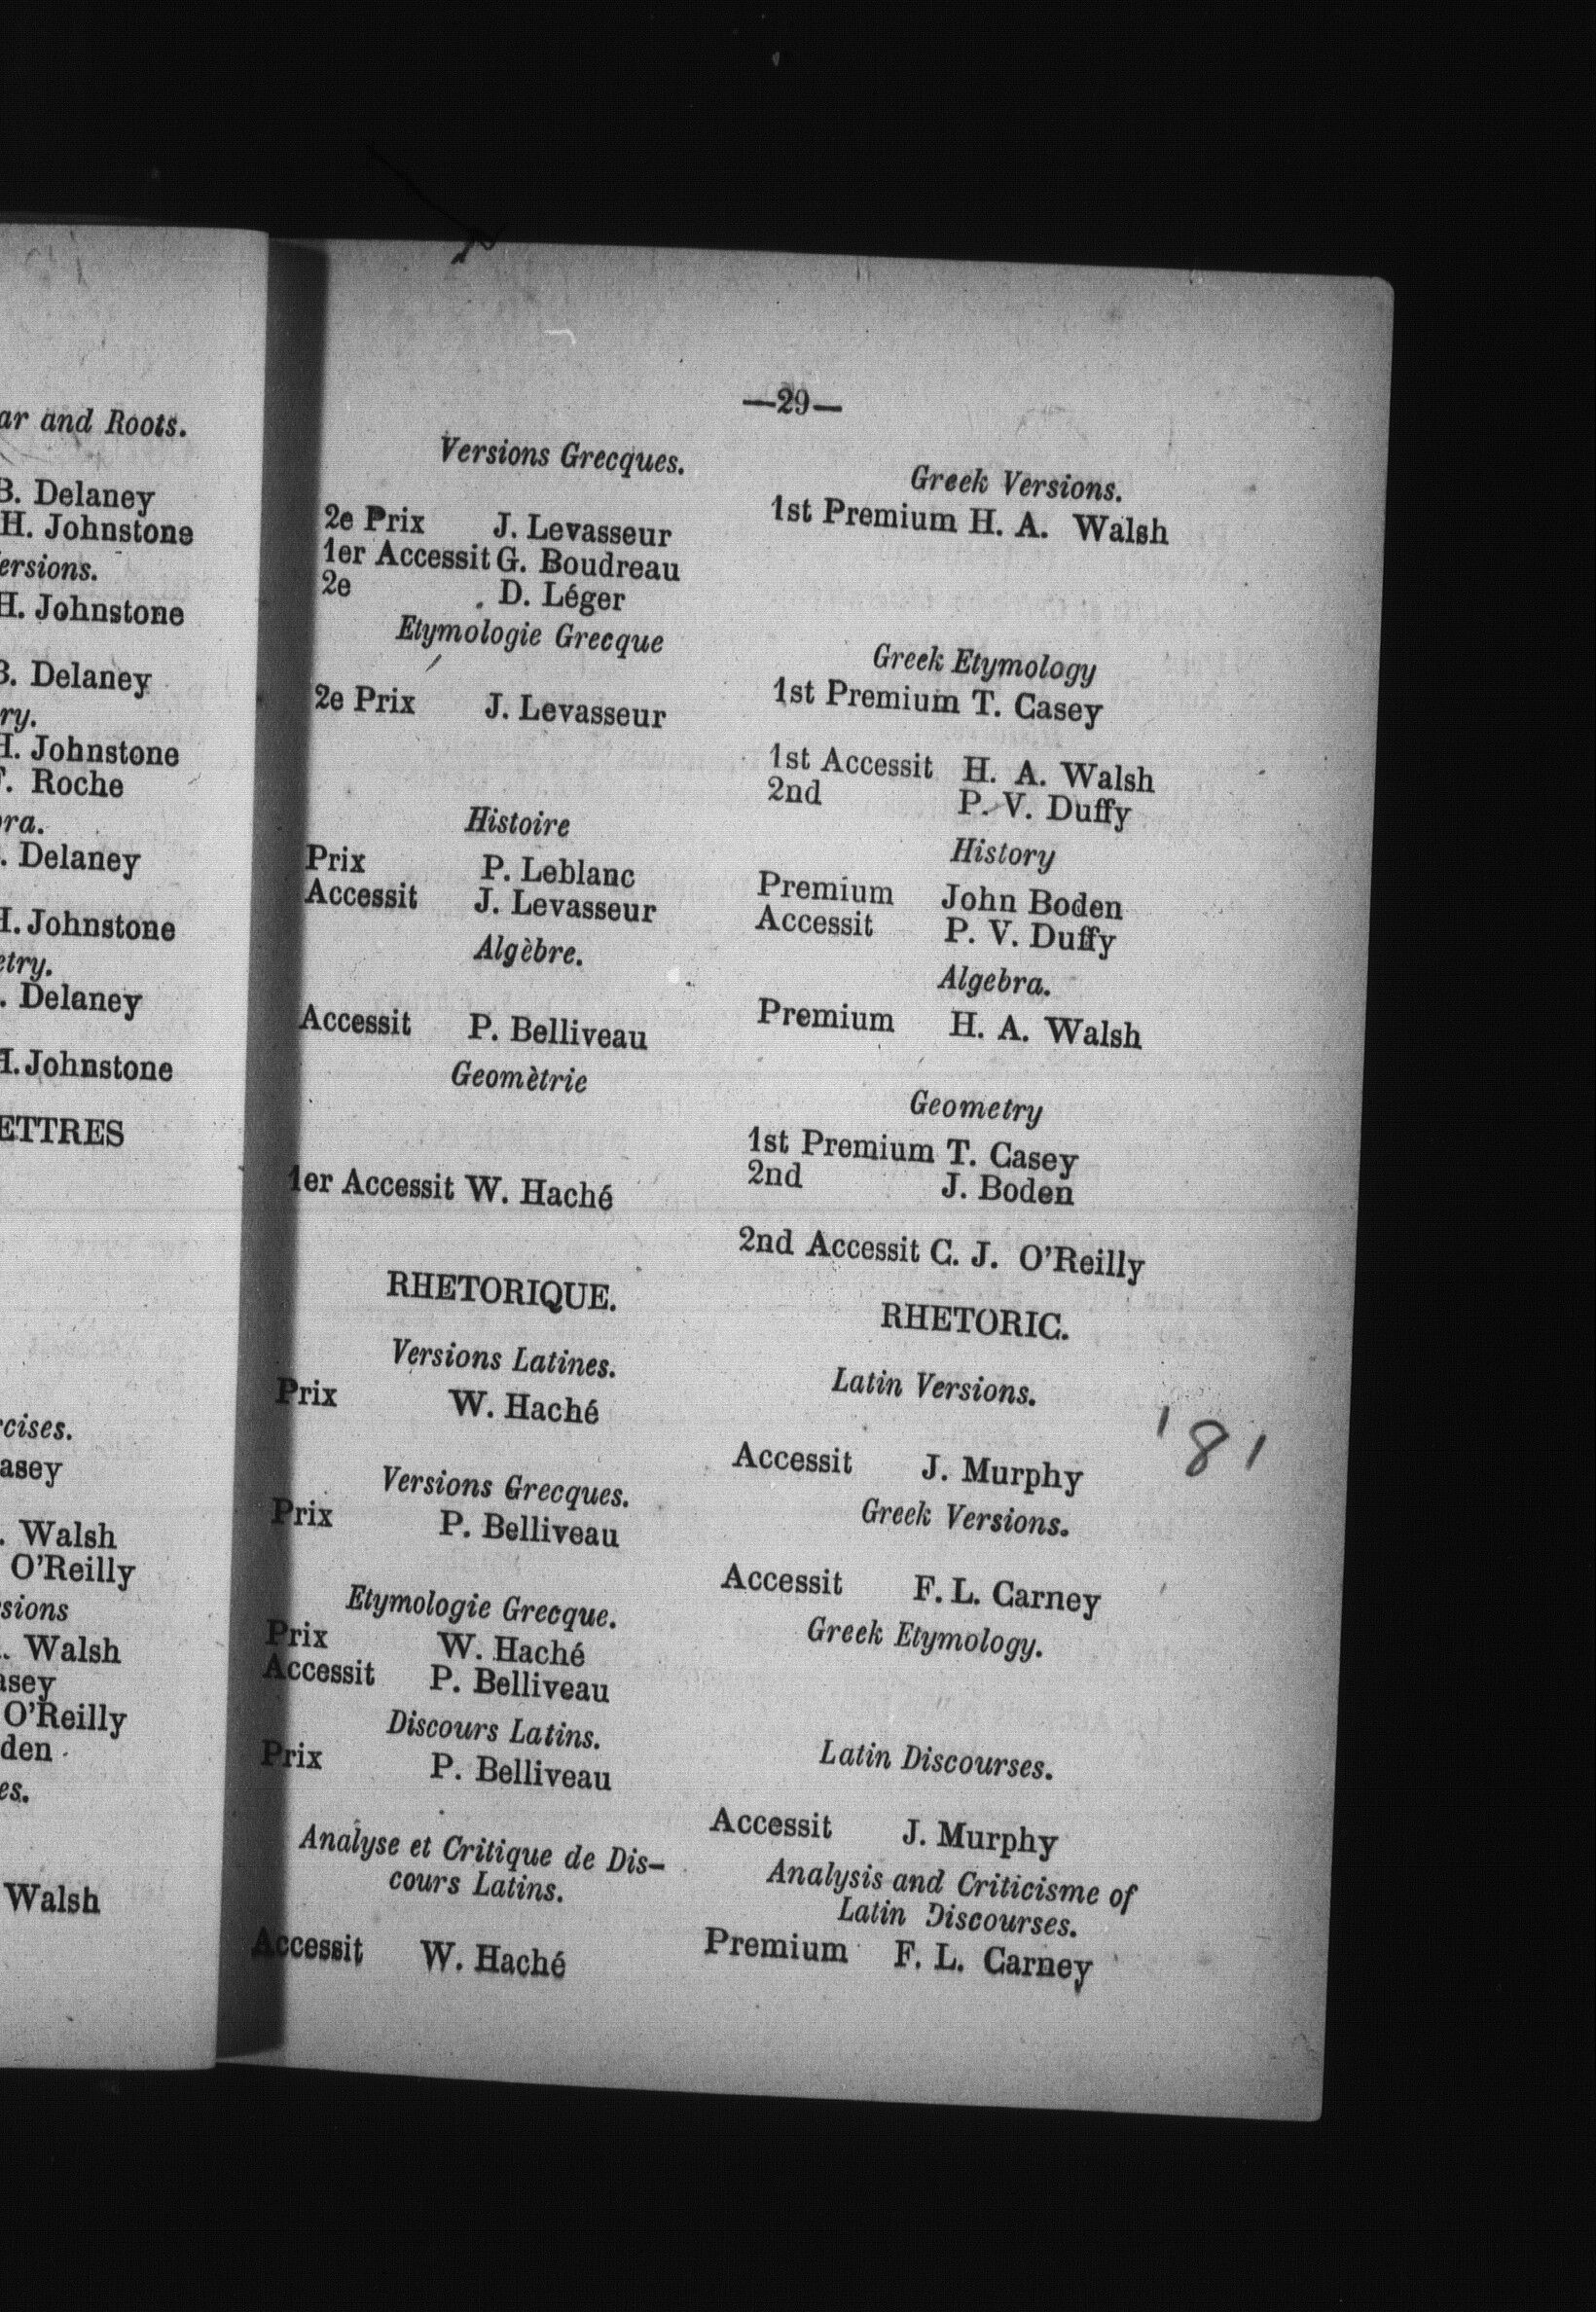 ar and Roots.
B. Delaney
H. Johnstone
ersions.
H. Johnstone
B. Delaney
ry.
H. Johnstone
F. Roche
ora.
. Delaney
H. Johnstone
etry.
. Delaney
H. Johnstone
ETTRES
rcises.
asey
. Walsh
O'Reilly
sions
. Walsh
asey
O'Reilly
den
es.
Walsh
—29—
Versions Grecques.
2e Prix J. Levasseur
1er Accessit G. Boudreau
2e D. Léger
Etymologie Grecque
2e Prix J. Levasseur
Histoire
Prix P. Leblanc
Accessit J. Levasseur
Algèbre.
Accessit P. Belliveau
Geomètrie
1er Accessit W. Haché
RHETORIQUE.
Versions Latines.
Prix W. Haché
Versions Grecques.
Prix P. Belliveau
Etymologie Grecque.
Prix W. Haché
Accessit P. Belliveau
Discours Latins.
Prix P. Belliveau
Analyse et Critique de Dis-
cours Latins.
Accessit W. Haché
Greek Versions.
1st Premium H. A. Walsh
Greek Etymology
1st Premium T. Casey
1st Accessit H. A. Walsh
2nd P. V. Duffy
History
Premium John Boden
Accessit P. V. Duffy
Algebra.
Premium H. A. Walsh
Geometry
1st Premium T. Casey
2nd J. Boden
2nd Accessit C. J. O'Reilly
RHETORIC.
Latin Versions.
Accessit J. Murphy
Greek Versions.
Accessit F. L. Carney
Greek Etymology.
Latin Discourses.
Accessit J. Murphy
Analysis and Criticisme of
Latin Discourses.
Premium F. L. Carney
'81